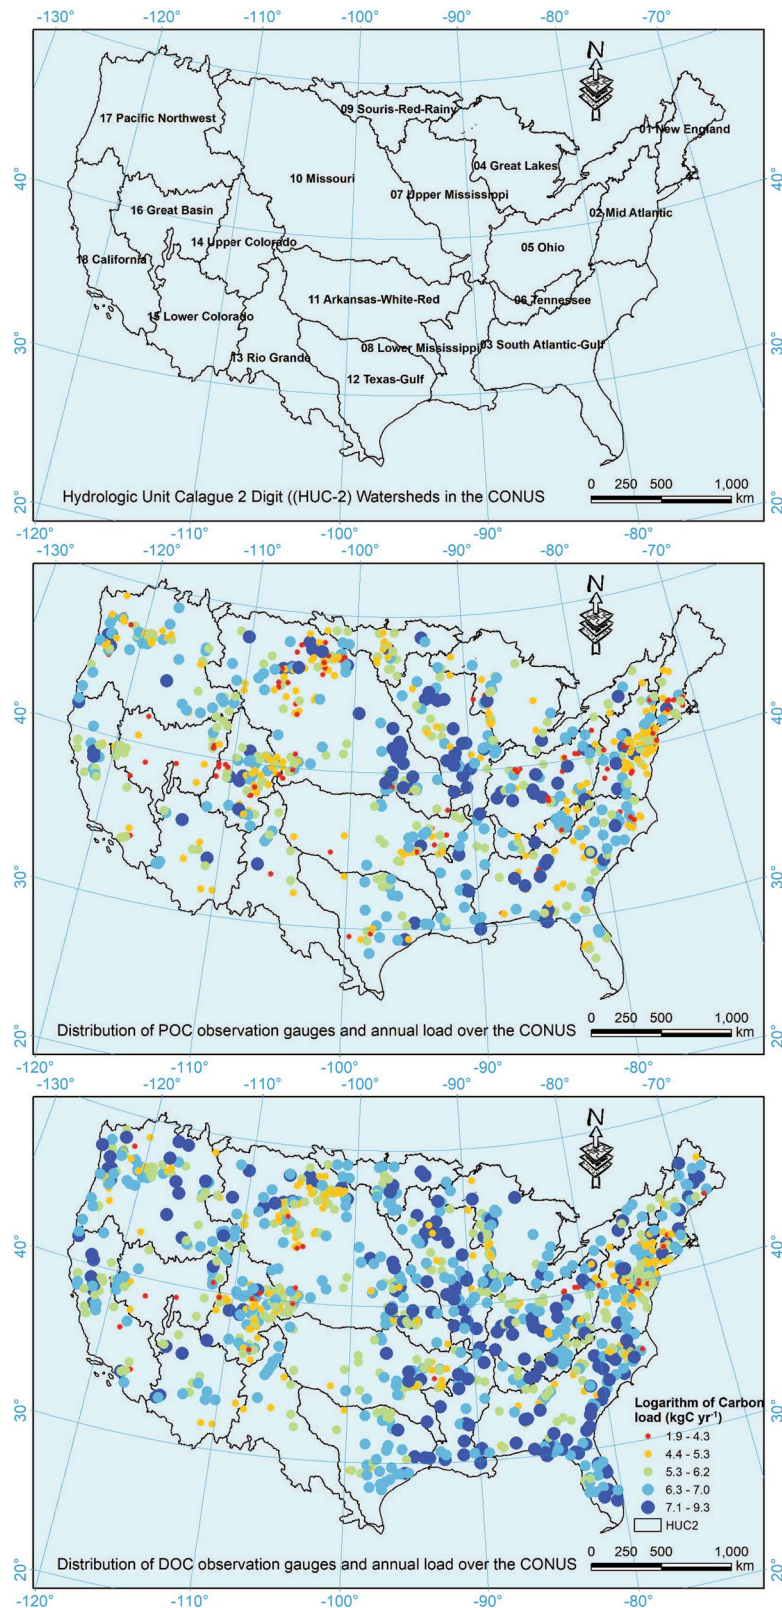 -130° -120° -110° -100° -90° -80° -70°
N
09 Souris-Red-Rainy
17 Pacific Northwest
01 New England
04 Great Lakes
10 Missouri
07 Upper Mississippi
40° 40°
16 Great Basin
02 Mid Atlantic
14 Upper Colorado
05 Ohio
18 California
11 Arkansas-White-Red
06 Tennessee
15 Lower Colorado
30° 30°
08 Lower Mississippi
03 South Atlantic-Gulf
13 Rio Grande
12 Texas-Gulf
Hydrologic Unit Calague 2 Digit ((HUC-2) Watersheds in the CONUS
0 250 500 1,000
km
20° 20°
-120° -110° -100° -90° -80°
-130° -120° -110° -100° -90° -80° -70°
N
40° 40°
30° 30°
Distribution of POC observation gauges and annual load over the CONUS
0 250 500 1,000
km
20° 20°
-120° -110° -100° -90° -80°
-130° -120° -110° -100° -90° -80° -70°
N
40° 40°
30° 30°
Logarithm of Carbon
load (kgC yr⁻¹)
1.9 - 4.3
4.4 - 5.3
5.3 - 6.2
6.3 - 7.0
7.1 - 9.3
HUC2
Distribution of DOC observation gauges and annual load over the CONUS
0 250 500 1,000
km
20° 20°
-120° -110° -100° -90° -80°